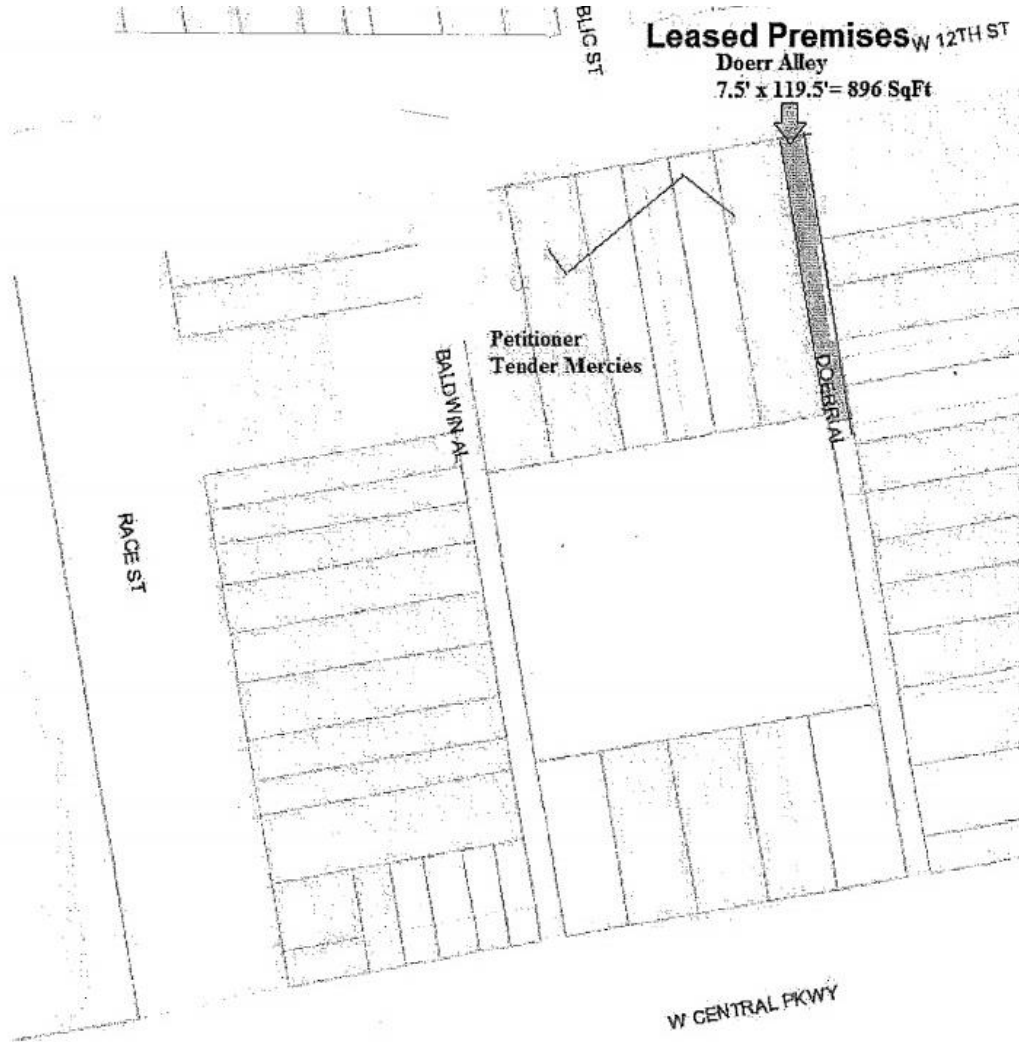 BLIC ST
Leased Premises
W 12TH ST
Doerr Alley
7.5' x 119.5'= 896 SqFt
Petitioner
Tender Mercies
BALDWIN AL
DOERR AL
RACE ST
W CENTRAL PKWY